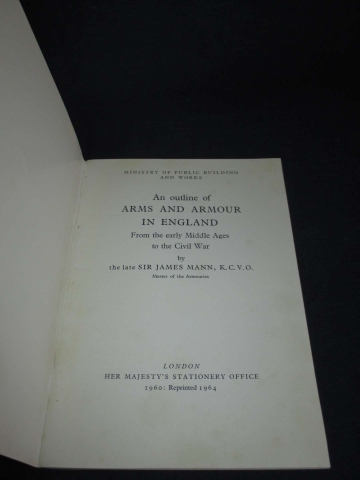 MINISTRY OF PUBLIC BUILDING
AND WORKS
An outline of
ARMS AND ARMOUR
IN ENGLAND
From the early Middle Ages
to the Civil War
by
the late SIR JAMES MANN, K.C.V.O.
Master of the Armouries
LONDON
HER MAJESTY'S STATIONERY OFFICE
1960: Reprinted 1964